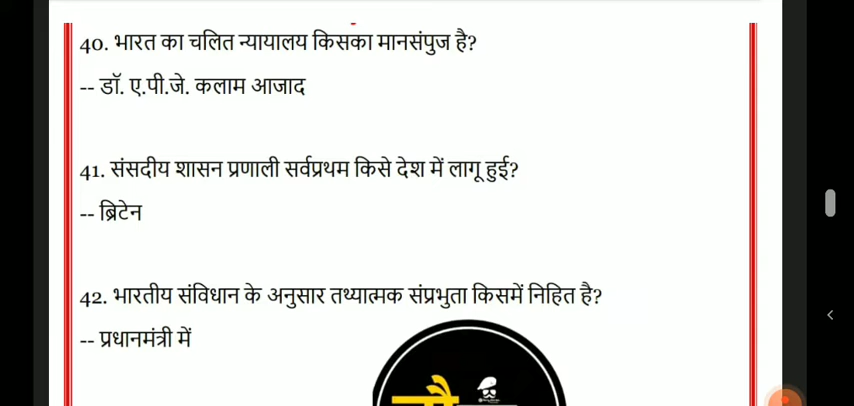 40. भारत का चलित न्यायालय किसका मानसंपुज है?
-- डॉ. ए.पी.जे. कलाम आजाद
41. संसदीय शासन प्रणाली सर्वप्रथम किसे देश में लागू हुई?
-- ब्रिटेन
42. भारतीय संविधान के अनुसार तथ्यात्मक संप्रभुता किसमें निहित है?
-- प्रधानमंत्री में